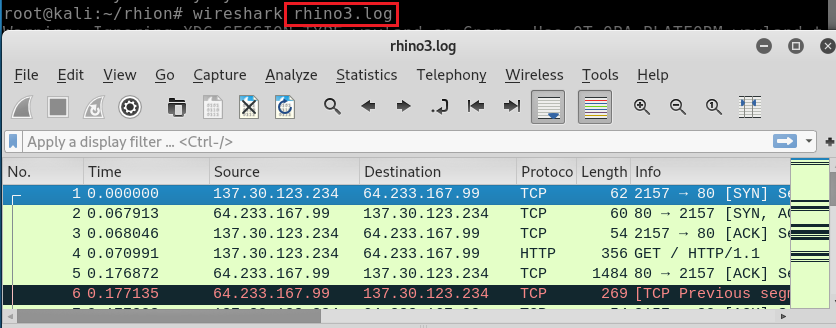 root@kali:~/rhion# wireshark rhino3.log
rhino3.log
File Edit View Go Capture Analyze Statistics Telephony Wireless Tools Help
Apply a display filter ... <Ctrl-/>
No. Time Source Destination Protoco Length Info
1 0.000000 137.30.123.234 64.233.167.99 TCP 62 2157 → 80 [SYN] Se
2 0.067913 64.233.167.99 137.30.123.234 TCP 60 80 → 2157 [SYN, AC
3 0.068046 137.30.123.234 64.233.167.99 TCP 54 2157 → 80 [ACK] Se
4 0.070991 137.30.123.234 64.233.167.99 HTTP 356 GET / HTTP/1.1
5 0.176872 64.233.167.99 137.30.123.234 TCP 1484 80 → 2157 [ACK] Se
6 0.177135 64.233.167.99 137.30.123.234 TCP 269 [TCP Previous segm